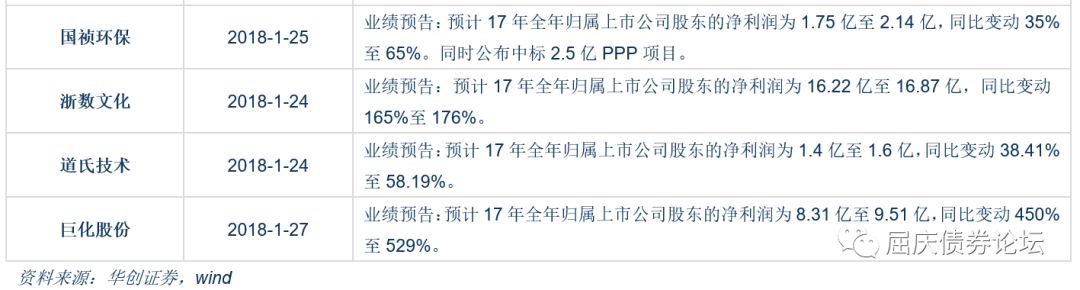 业绩预告：预计 17 年全年归属上市公司股东的净利润为 1.75 亿至 2.14 亿，同比变动 35%
国祯环保 2018-1-25
至 65%。同时公布中标 2.5 亿 PPP 项目。
业绩预告：预计 17 年全年归属上市公司股东的净利润为 16.22 亿至 16.87 亿，同比变动
浙数文化 2018-1-24
165%至 176%。
业绩预告：预计 17 年全年归属上市公司股东的净利润为 1.4 亿至 1.6 亿，同比变动 38.41%
道氏技术 2018-1-24
至 58.19%。
业绩预告：预计 17 年全年归属上市公司股东的净利润为 8.31 亿至 9.51 亿，同比变动 450%
巨化股份 2018-1-27
至 529%。
屈庆债券论坛
资料来源：华创证券，wind